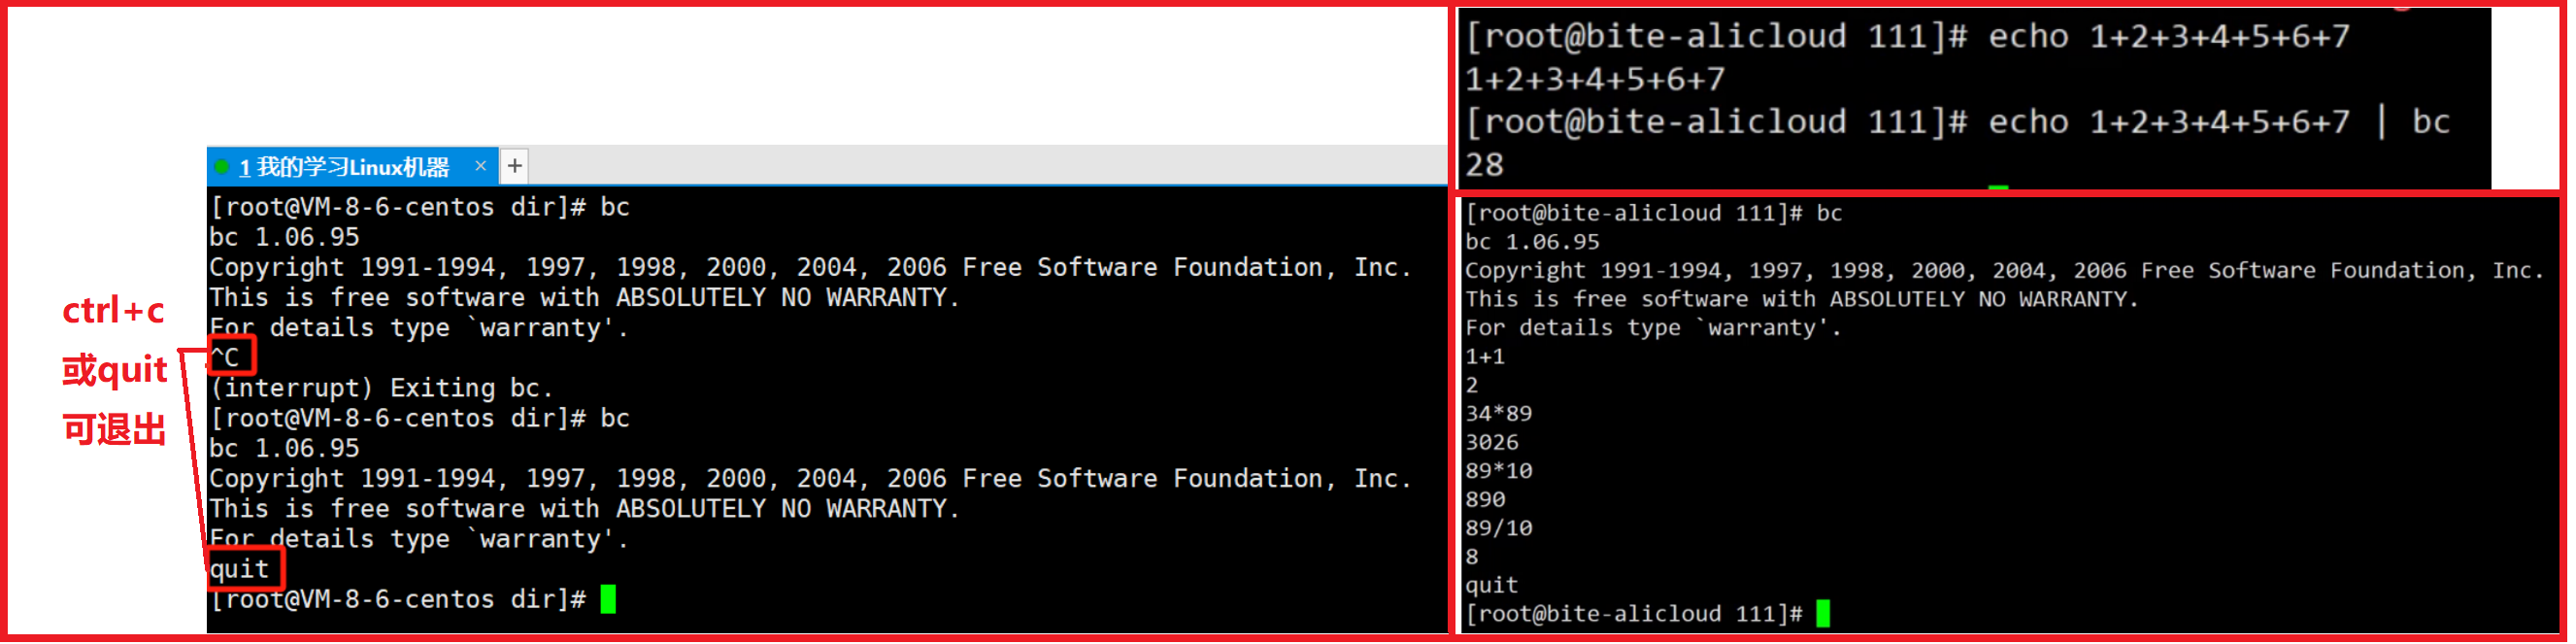 ctrl+c
或quit
可退出
1 我的学习Linux机器 × +
[root@VM-8-6-centos dir]# bc
bc 1.06.95
Copyright 1991-1994, 1997, 1998, 2000, 2004, 2006 Free Software Foundation, Inc.
This is free software with ABSOLUTELY NO WARRANTY.
For details type `warranty'.
^C
(interrupt) Exiting bc.
[root@VM-8-6-centos dir]# bc
bc 1.06.95
Copyright 1991-1994, 1997, 1998, 2000, 2004, 2006 Free Software Foundation, Inc.
This is free software with ABSOLUTELY NO WARRANTY.
For details type `warranty'.
quit
[root@VM-8-6-centos dir]#
[root@bite-alicloud 111]# echo 1+2+3+4+5+6+7
1+2+3+4+5+6+7
[root@bite-alicloud 111]# echo 1+2+3+4+5+6+7 | bc
28
[root@bite-alicloud 111]# bc
bc 1.06.95
Copyright 1991-1994, 1997, 1998, 2000, 2004, 2006 Free Software Foundation, Inc.
This is free software with ABSOLUTELY NO WARRANTY.
For details type `warranty'.
1+1
2
34*89
3026
89*10
890
89/10
8
quit
[root@bite-alicloud 111]#